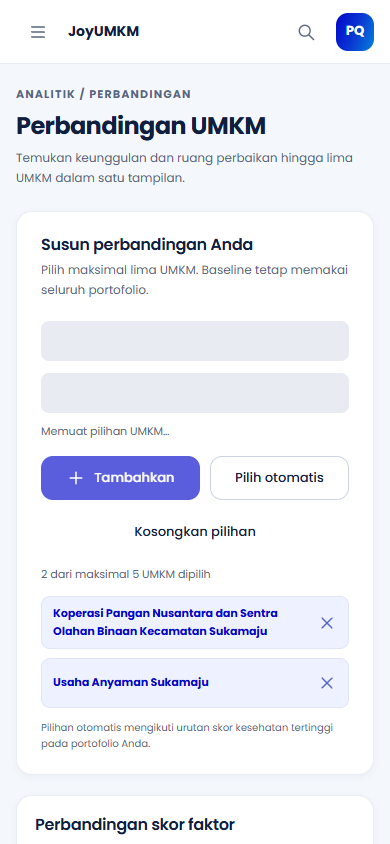 JoyUMKM
PQ
ANALITIK / PERBANDINGAN
Perbandingan UMKM
Temukan keunggulan dan ruang perbaikan hingga lima
UMKM dalam satu tampilan.
Susun perbandingan Anda
Pilih maksimal lima UMKM. Baseline tetap memakai
seluruh portofolio.
Memuat pilihan UMKM…
Tambahkan
Pilih otomatis
Kosongkan pilihan
2 dari maksimal 5 UMKM dipilih
Koperasi Pangan Nusantara dan Sentra
Olahan Binaan Kecamatan Sukamaju
Usaha Anyaman Sukamaju
Pilihan otomatis mengikuti urutan skor kesehatan tertinggi
pada portofolio Anda.
Perbandingan skor faktor